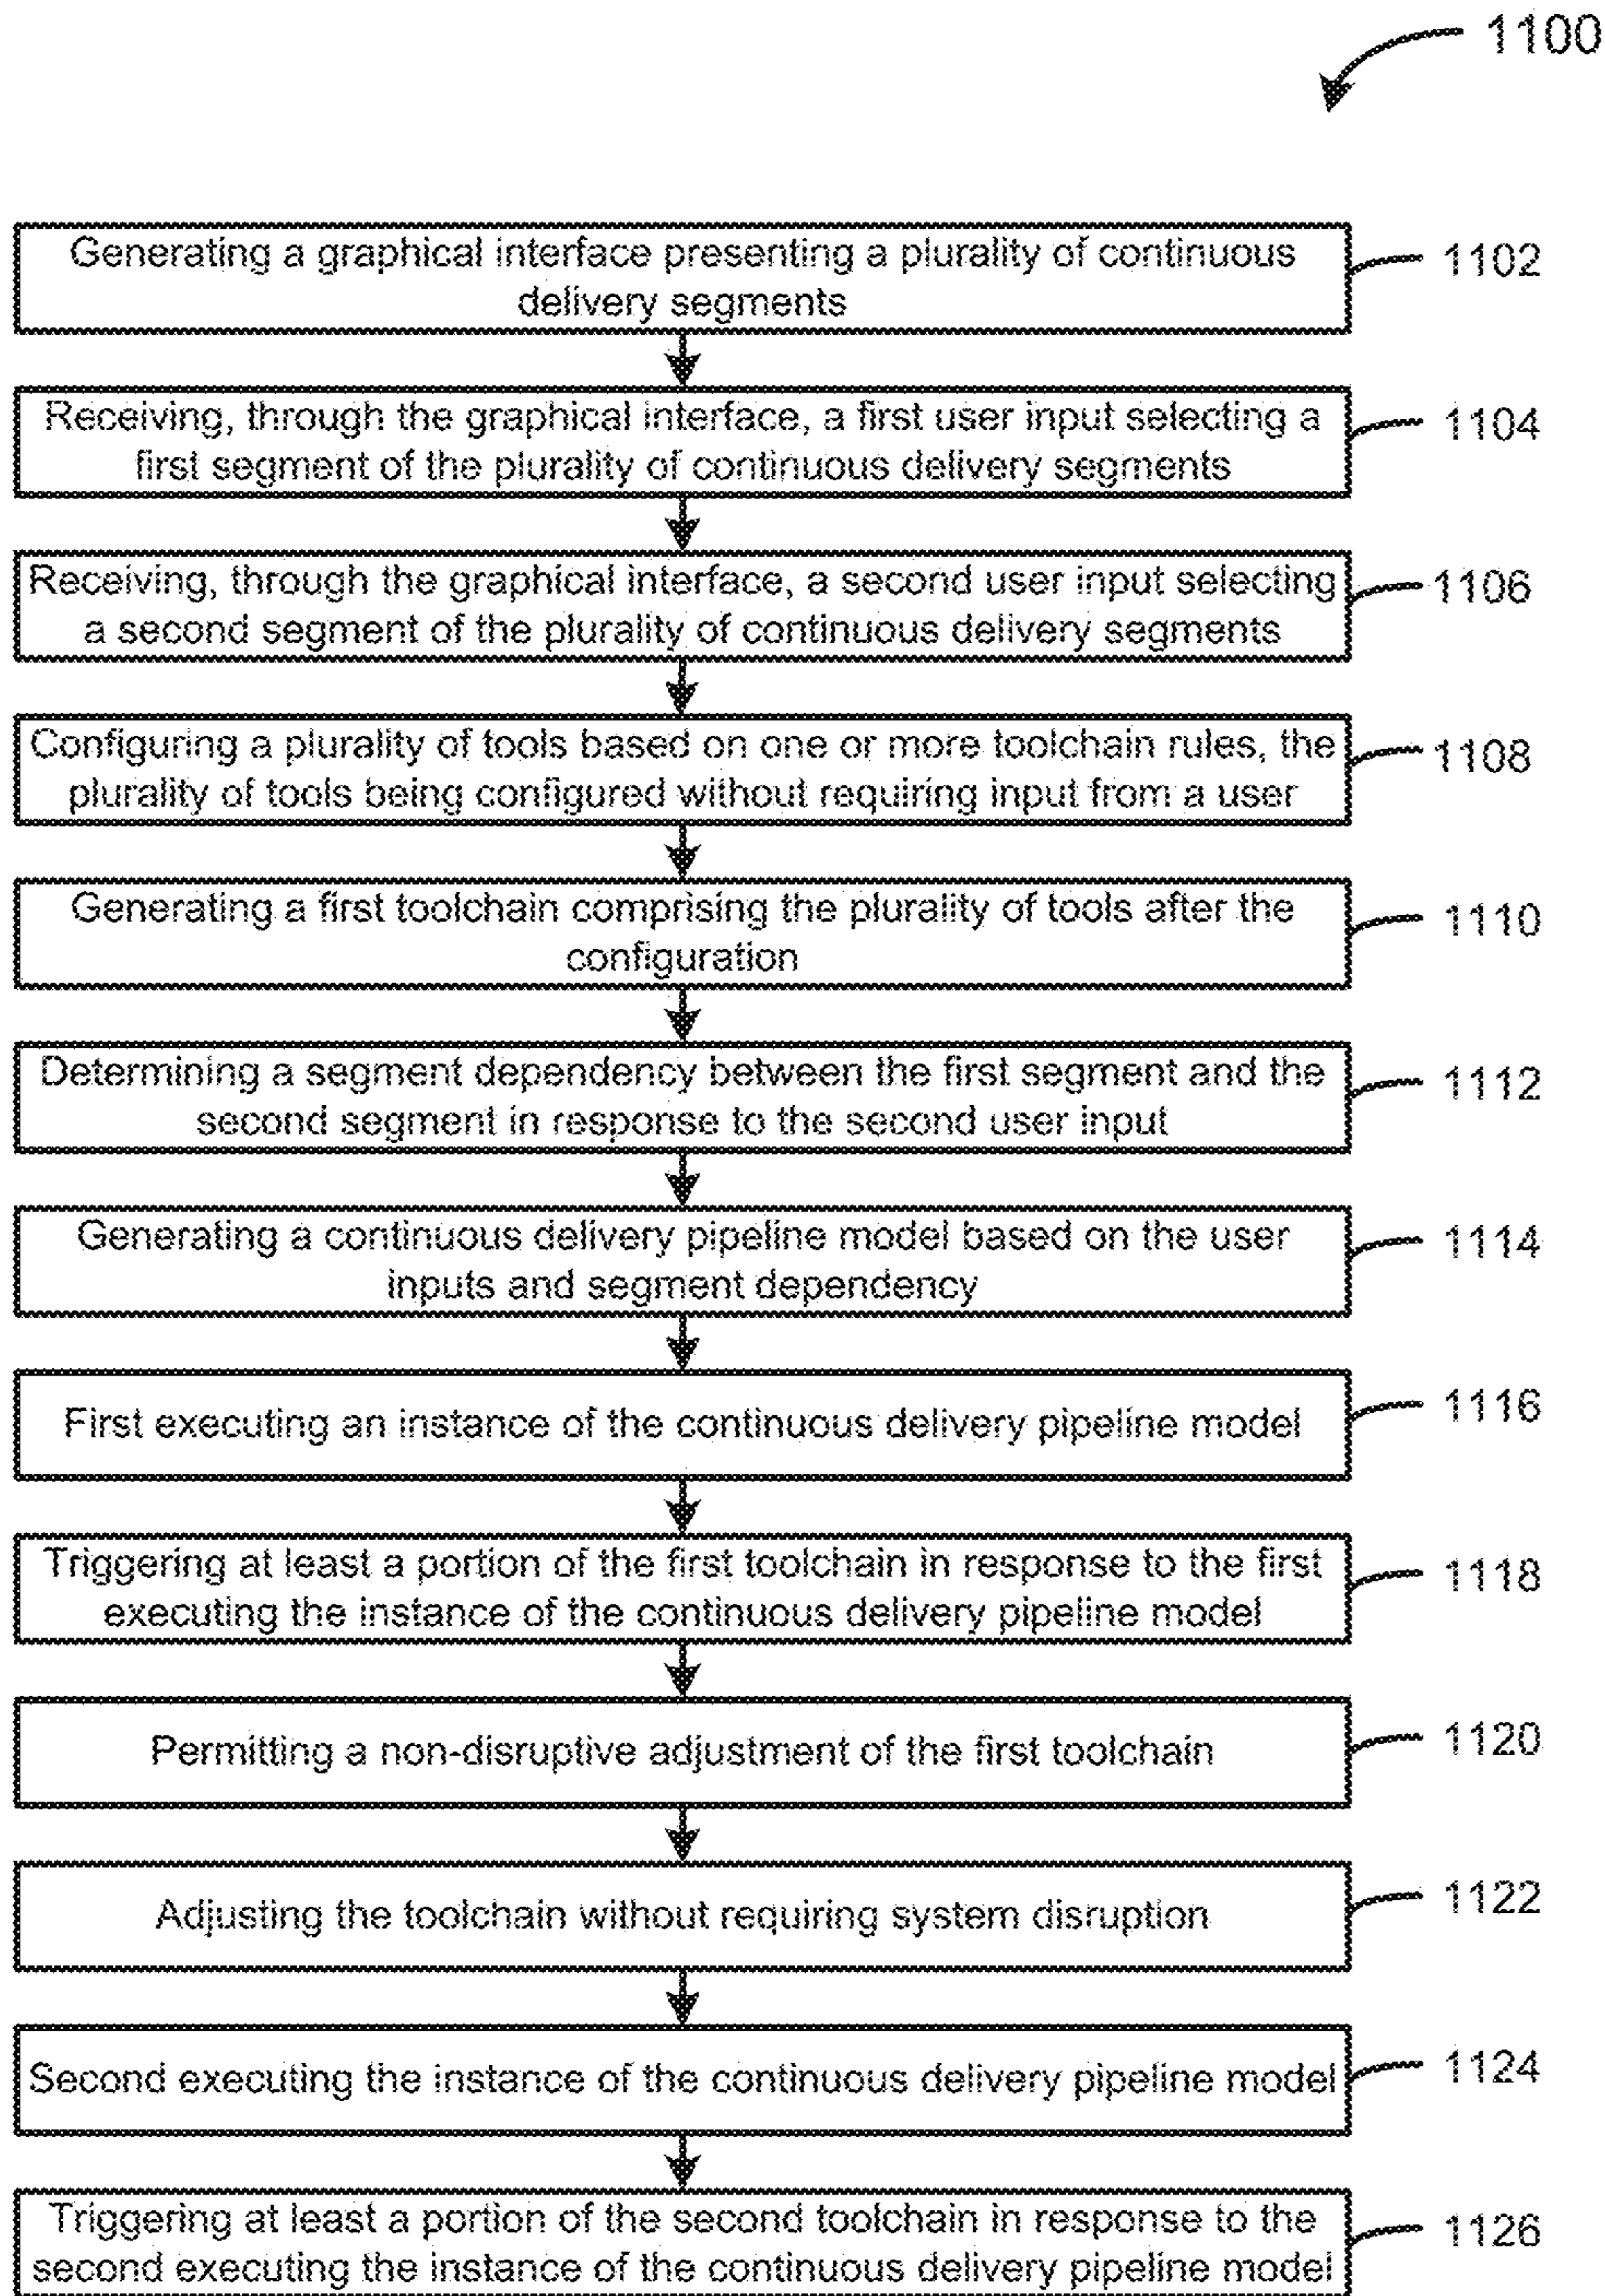 1100
Generating a graphical interface presenting a plurality of continuous
delivery segments
1102
Receiving, through the graphical interface, a first user input selecting a
first segment of the plurality of continuous delivery segments
1104
Receiving, through the graphical interface, a second user input selecting
a second segment of the plurality of continuous delivery segments
1106
Configuring a plurality of tools based on one or more toolchain rules, the
plurality of tools being configured without requiring input from a user
1108
Generating a first toolchain comprising the plurality of tools after the
configuration
1110
Determining a segment dependency between the first segment and the
second segment in response to the second user input
1112
Generating a continuous delivery pipeline model based on the user
inputs and segment dependency
1114
First executing an instance of the continuous delivery pipeline model
1116
Triggering at least a portion of the first toolchain in response to the first
executing the instance of the continuous delivery pipeline model
1118
Permitting a non-disruptive adjustment of the first toolchain
1120
Adjusting the toolchain without requiring system disruption
1122
Second executing the instance of the continuous delivery pipeline model
1124
Triggering at least a portion of the second toolchain in response to the
second executing the instance of the continuous delivery pipeline model
1126